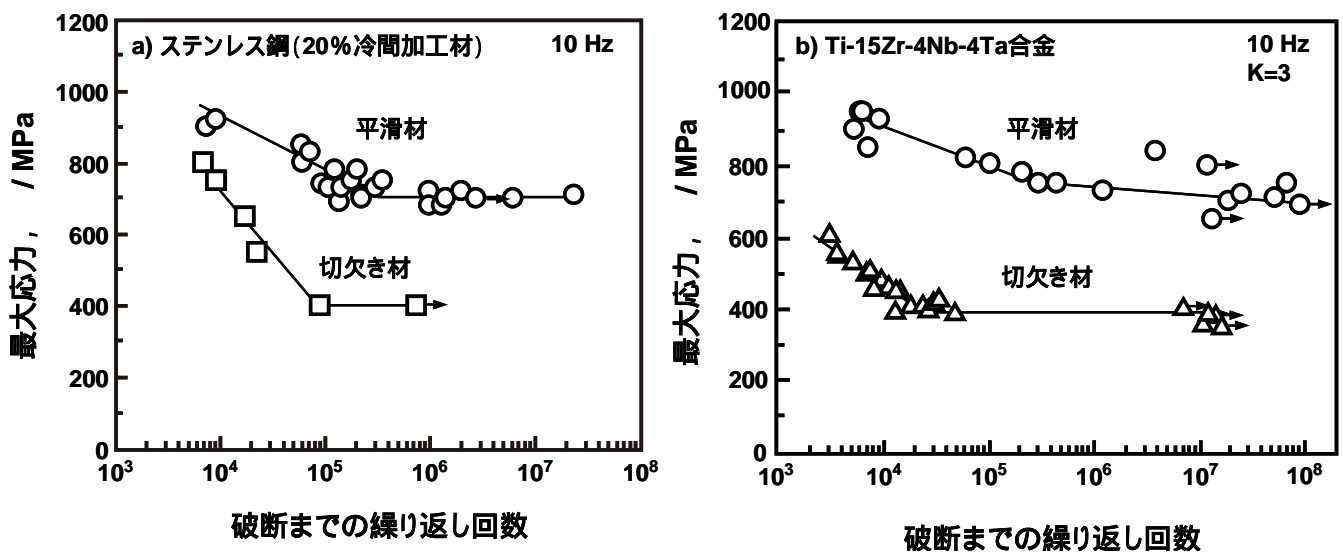 a) ステンレス鋼(20%冷間加工材)
10 Hz
1200
1000
800
600
400
200
0
最大応力, / MPa
平滑材
切欠き材
10³
10⁴
10⁵
10⁶
10⁷
10⁸
破断までの繰り返し回数
b) Ti-15Zr-4Nb-4Ta合金
10 Hz
K=3
1200
1000
800
600
400
200
0
最大応力, / MPa
平滑材
切欠き材
10³
10⁴
10⁵
10⁶
10⁷
10⁸
破断までの繰り返し回数